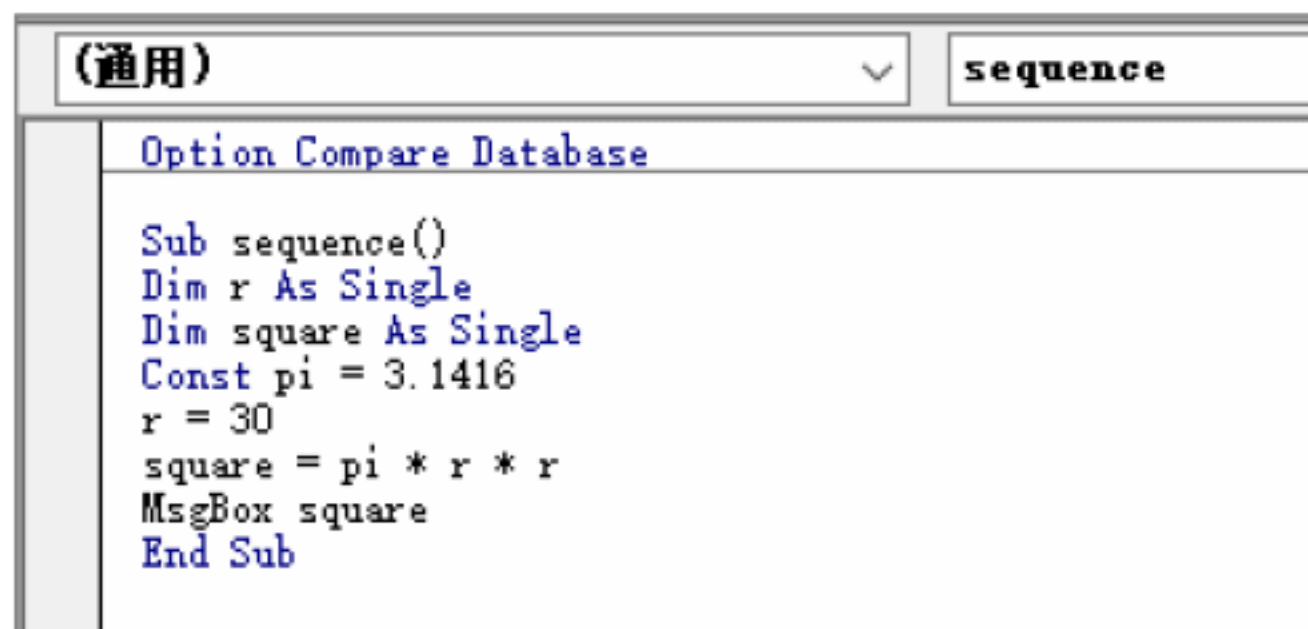 (通用)
sequence
Option Compare Database
Sub sequence()
Dim r As Single
Dim square As Single
Const pi = 3.1416
r = 30
square = pi * r * r
MsgBox square
End Sub